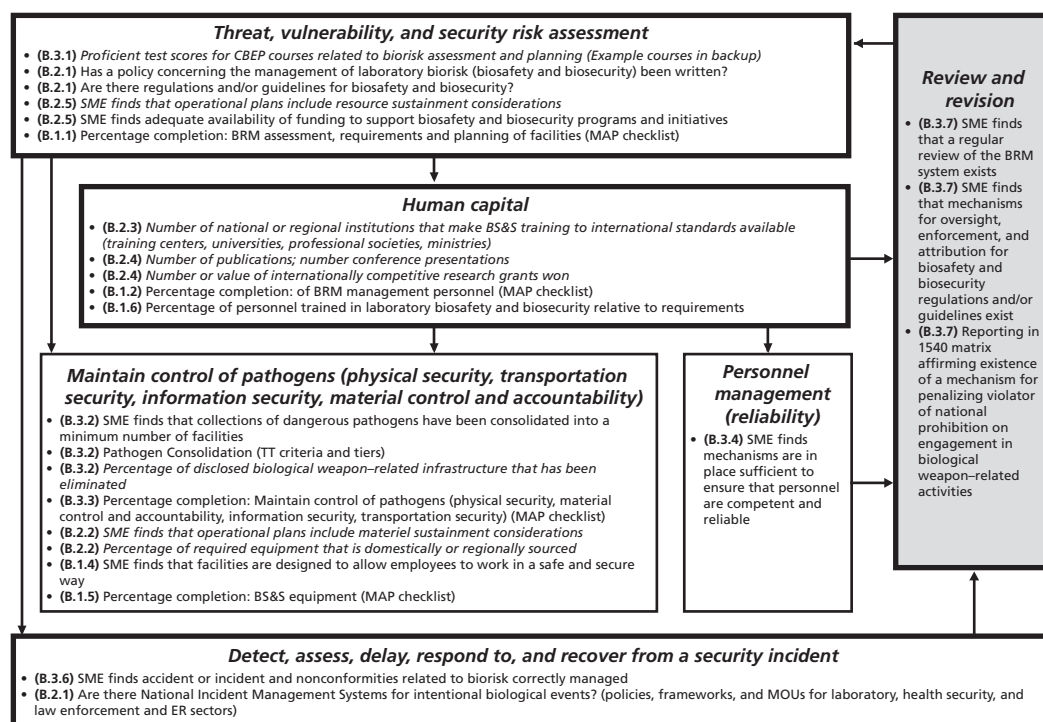 Threat, vulnerability, and security risk assessment
• (B.3.1) Proficient test scores for CBEP courses related to biorisk assessment and planning (Example courses in backup)
• (B.2.1) Has a policy concerning the management of laboratory biorisk (biosafety and biosecurity) been written?
• (B.2.1) Are there regulations and/or guidelines for biosafety and biosecurity?
• (B.2.5) SME finds that operational plans include resource sustainment considerations
• (B.2.5) SME finds adequate availability of funding to support biosafety and biosecurity programs and initiatives
• (B.1.1) Percentage completion: BRM assessment, requirements and planning of facilities (MAP checklist)
Human capital
• (B.2.3) Number of national or regional institutions that make BS&S training to international standards available
(training centers, universities, professional societies, ministries)
• (B.2.4) Number of publications; number conference presentations
• (B.2.4) Number or value of internationally competitive research grants won
• (B.1.2) Percentage completion: of BRM management personnel (MAP checklist)
• (B.1.6) Percentage of personnel trained in laboratory biosafety and biosecurity relative to requirements
Maintain control of pathogens (physical security, transportation
security, information security, material control and accountability)
• (B.3.2) SME finds that collections of dangerous pathogens have been consolidated into a
minimum number of facilities
• (B.3.2) Pathogen Consolidation (TT criteria and tiers)
• (B.3.2) Percentage of disclosed biological weapon–related infrastructure that has been
eliminated
• (B.3.3) Percentage completion: Maintain control of pathogens (physical security, material
control and accountability, information security, transportation security) (MAP checklist)
• (B.2.2) SME finds that operational plans include materiel sustainment considerations
• (B.2.2) Percentage of required equipment that is domestically or regionally sourced
• (B.1.4) SME finds that facilities are designed to allow employees to work in a safe and secure
way
• (B.1.5) Percentage completion: BS&S equipment (MAP checklist)
Personnel
management
(reliability)
• (B.3.4) SME finds
mechanisms are in
place sufficient to
ensure that personnel
are competent and
reliable
Review and
revision
• (B.3.7) SME finds
that a regular
review of the BRM
system exists
• (B.3.7) SME finds
that mechanisms
for oversight,
enforcement, and
attribution for
biosafety and
biosecurity
regulations and/or
guidelines exist
• (B.3.7) Reporting in
1540 matrix
affirming existence
of a mechanism for
penalizing violator
of national
prohibition on
engagement in
biological
weapon–related
activities
Detect, assess, delay, respond to, and recover from a security incident
• (B.3.6) SME finds accident or incident and nonconformities related to biorisk correctly managed
• (B.2.1) Are there National Incident Management Systems for intentional biological events? (policies, frameworks, and MOUs for laboratory, health security, and
law enforcement and ER sectors)